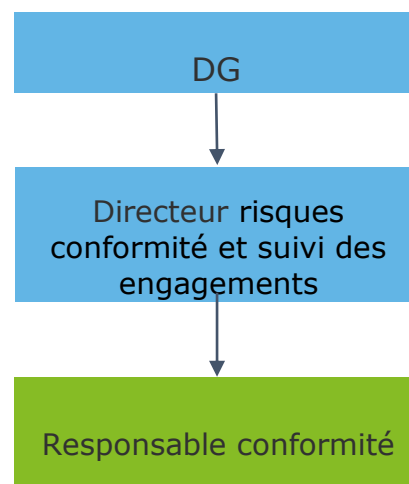 DG
Directeur risques
conformité et suivi des
engagements
Responsable conformité